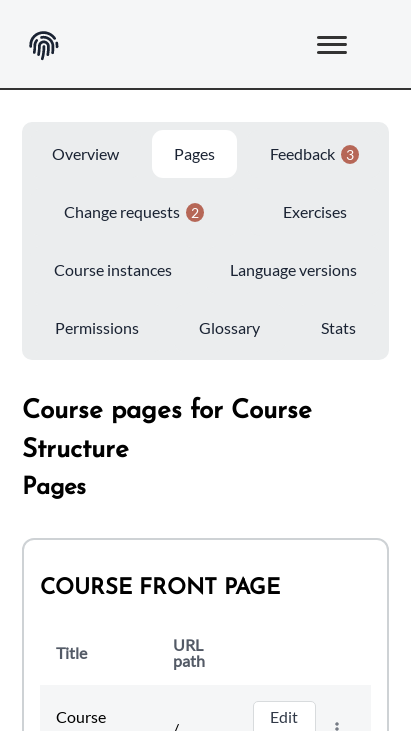 Overview Pages Feedback 3
Change requests 2 Exercises
Course instances Language versions
Permissions Glossary Stats
Course pages for Course
Structure
Pages
COURSE FRONT PAGE
Title URL path
Course / Edit